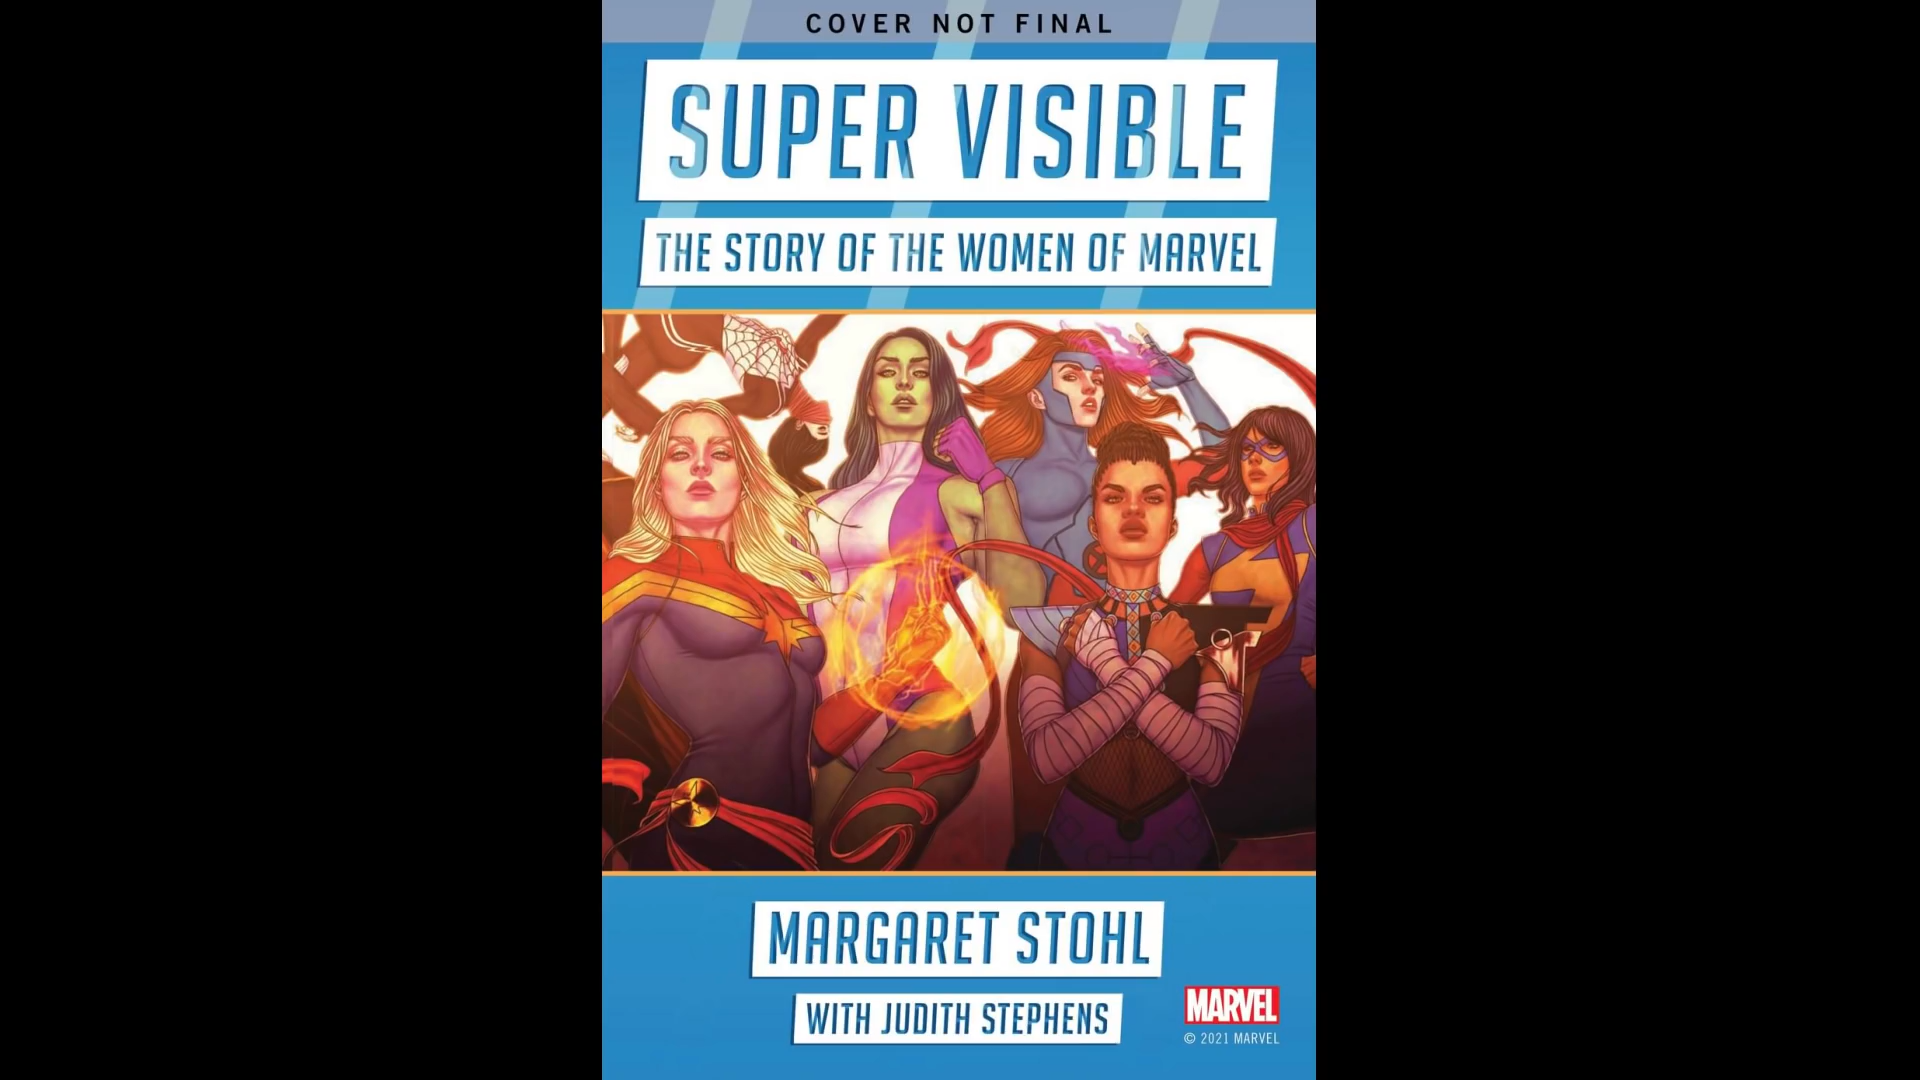 COVER NOT FINAL
SUPER VISIBLE
THE STORY OF THE WOMEN OF MARVEL
MARGARET STOHL
WITH JUDITH STEPHENS
MARVEL
© 2021 MARVEL